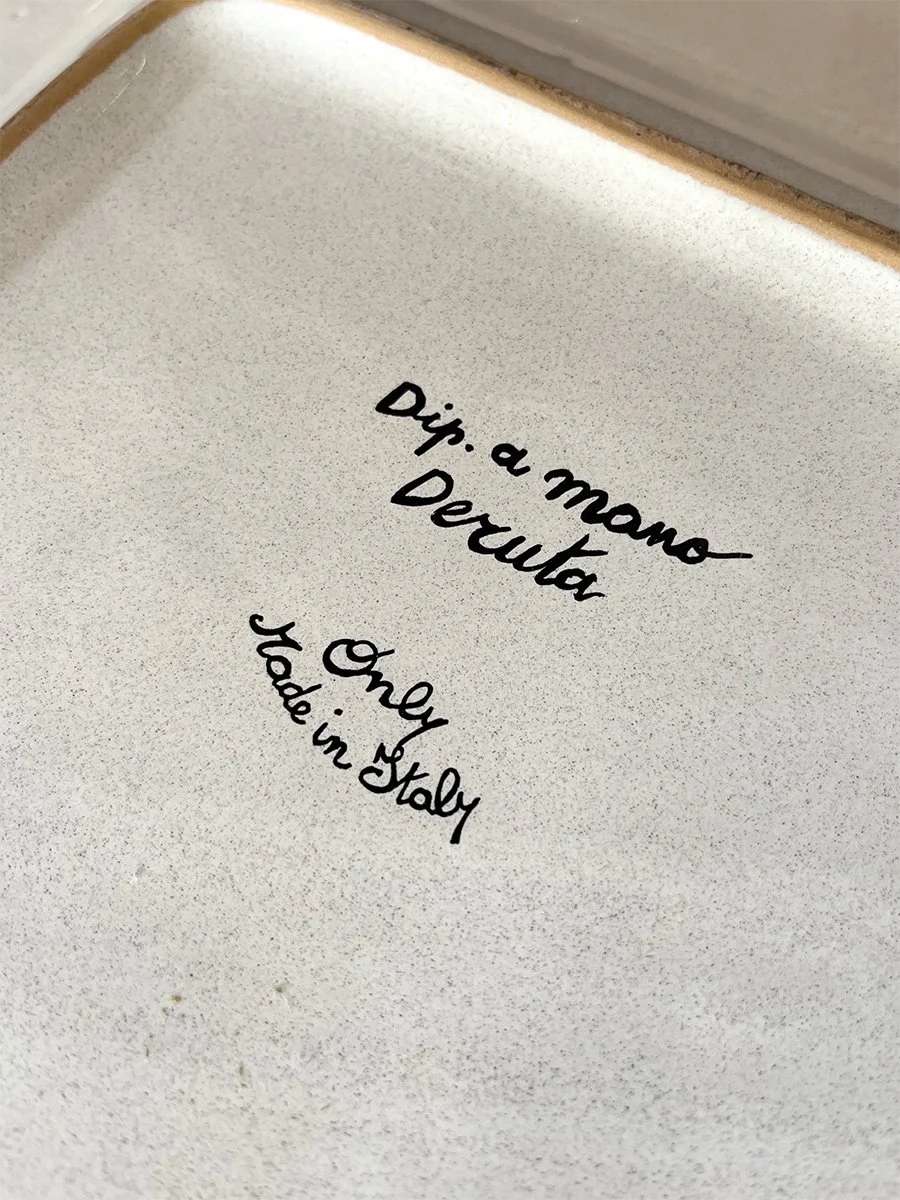 Dip. a mano
Deruta
Only
Made in Italy